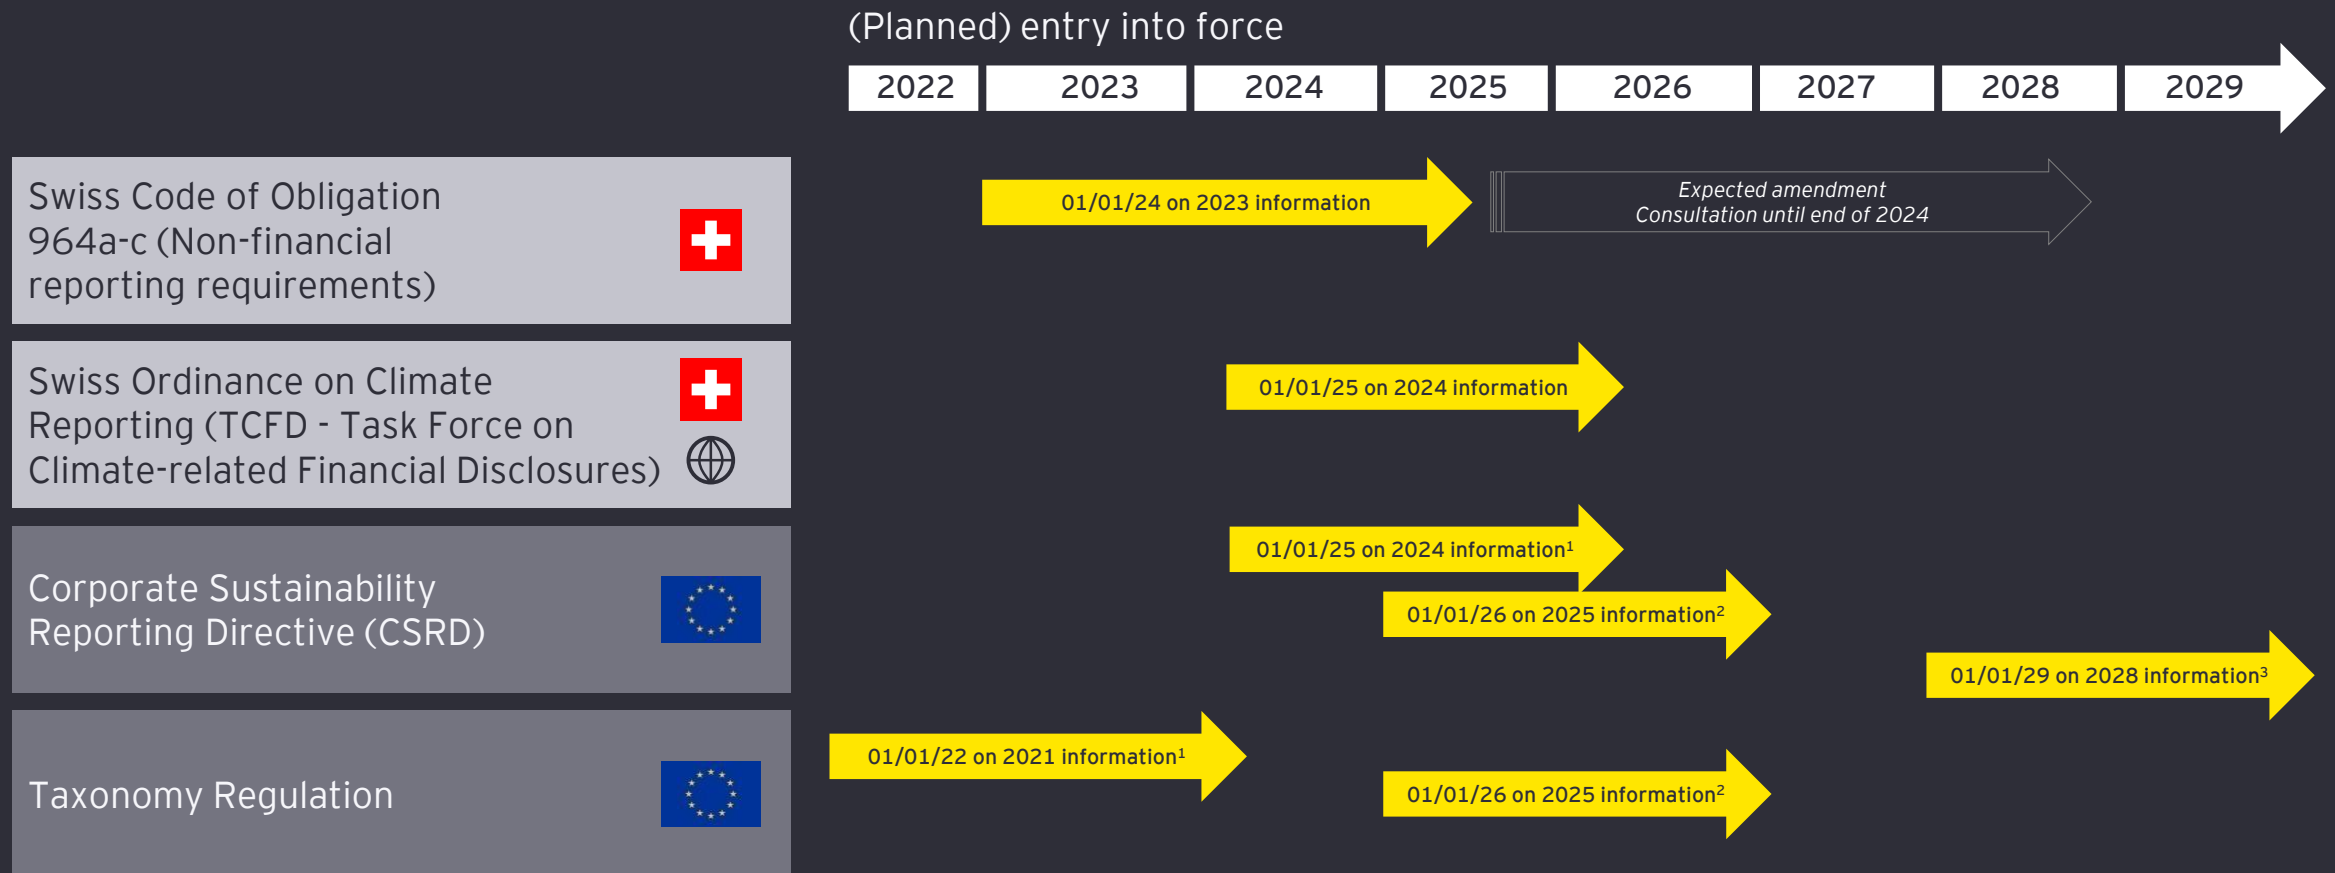 (Planned) entry into force
2022 2023 2024 2025 2026 2027 2028 2029
Swiss Code of Obligation
964a-c (Non-financial
reporting requirements)
01/01/24 on 2023 information
Expected amendment
Consultation until end of 2024
Swiss Ordinance on Climate
Reporting (TCFD - Task Force on
Climate-related Financial Disclosures)
01/01/25 on 2024 information
Corporate Sustainability
Reporting Directive (CSRD)
01/01/25 on 2024 information¹
01/01/26 on 2025 information²
01/01/29 on 2028 information³
Taxonomy Regulation
01/01/22 on 2021 information¹
01/01/26 on 2025 information²